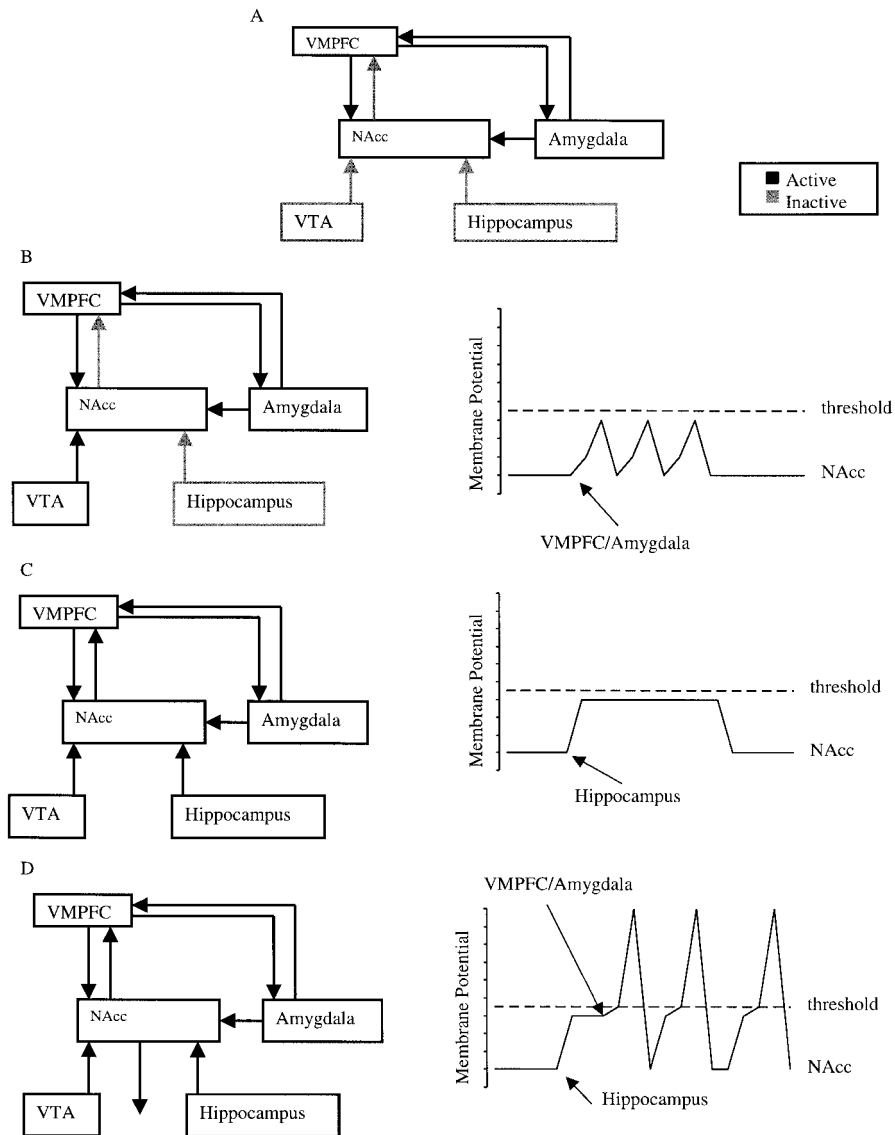 A
VMPFC
NAcc
Amygdala
VTA
Hippocampus
Active
Inactive
B
VMPFC
NAcc
Amygdala
VTA
Hippocampus
Membrane Potential
threshold
NAcc
VMPFC/Amygdala
C
VMPFC
NAcc
Amygdala
VTA
Hippocampus
Membrane Potential
threshold
NAcc
Hippocampus
D
VMPFC
NAcc
Amygdala
VTA
Hippocampus
VMPFC/Amygdala
Membrane Potential
threshold
NAcc
Hippocampus